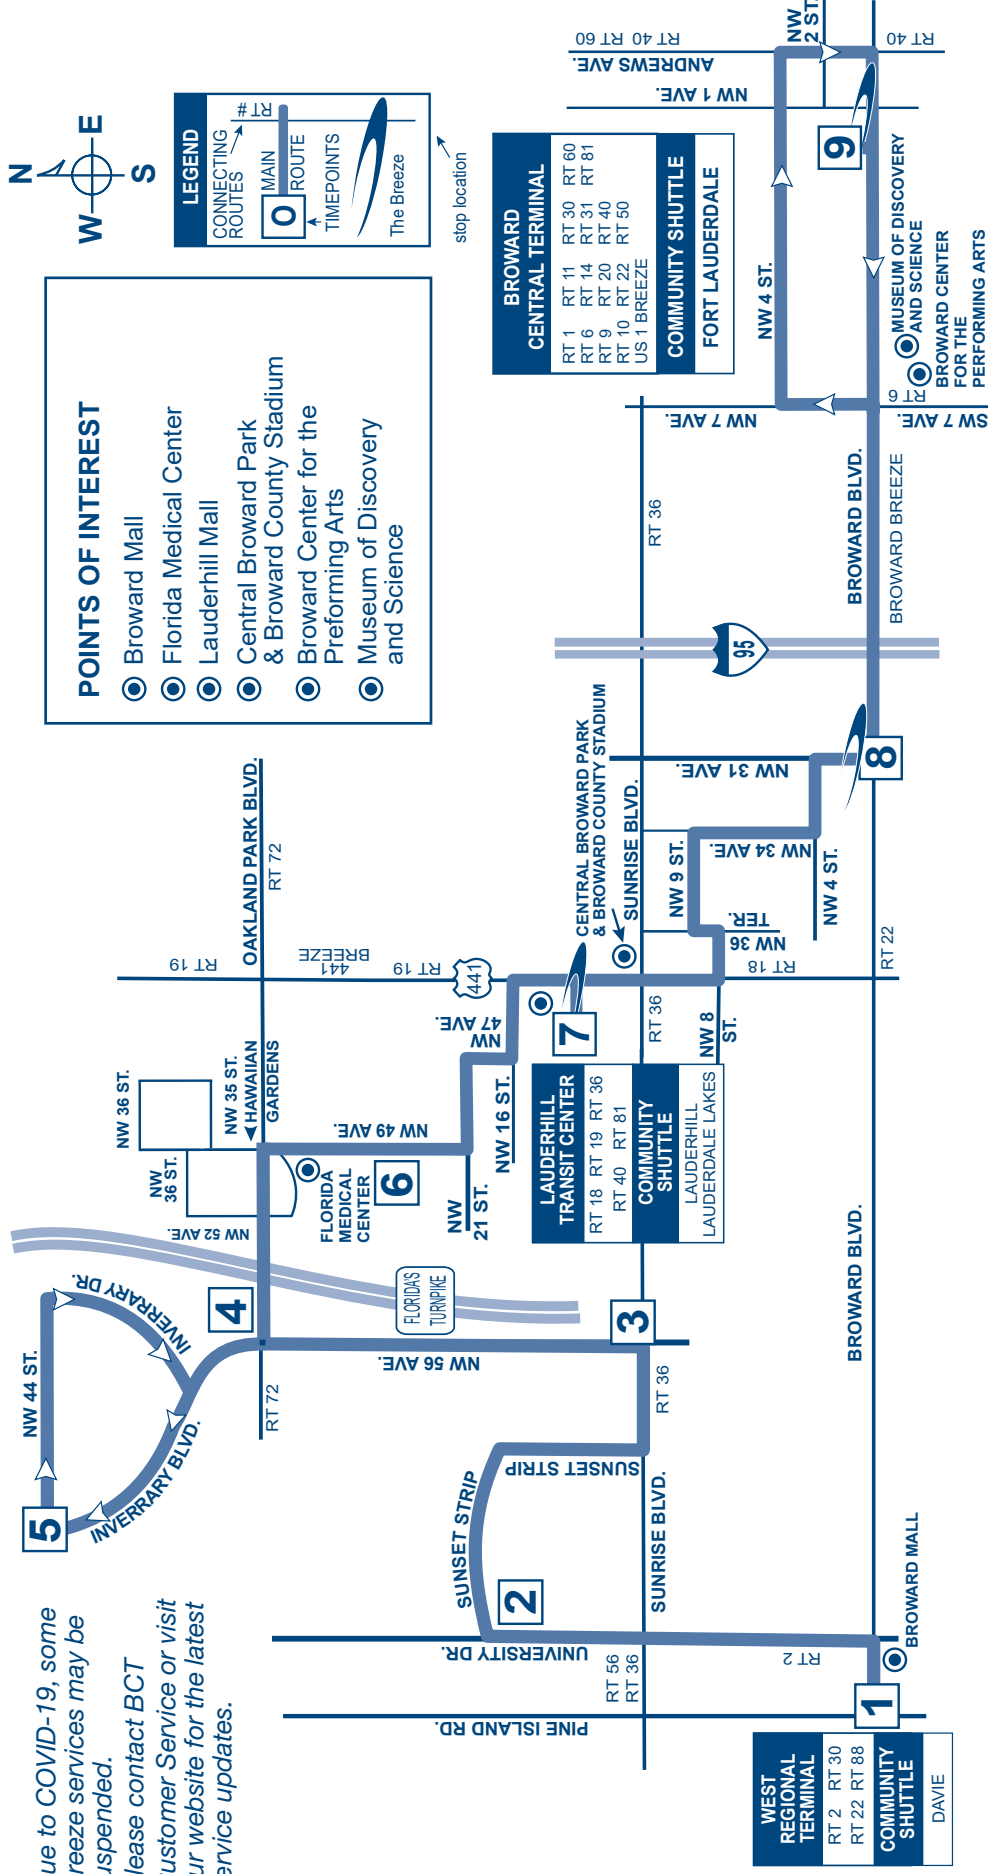 ue to COVID-19, some
reeze services may be
uspended.
lease contact BCT
ustomer Service or visit
ur website for the latest
ervice updates.
POINTS OF INTEREST
Broward Mall
Florida Medical Center
Lauderhill Mall
Central Broward Park
& Broward County Stadium
Broward Center for the
Preforming Arts
Museum of Discovery
and Science
N
W
E
S
LEGEND
CONNECTING
ROUTES
RT #
0
MAIN
ROUTE
TIMEPOINTS
The Breeze
stop location
5
NW 44 ST.
INVERRARY DR.
INVERRARY BLVD.
4
RT 72
NW 52 AVE.
NW
36 ST.
NW 36 ST.
NW 35 ST.
HAWAIIAN
GARDENS
OAKLAND PARK BLVD.
RT 72
FLORIDA
MEDICAL
CENTER
6
NW 49 AVE.
RT 19
441
BREEZE
RT 19
441
FLORIDA'S
TURNPIKE
NW 56 AVE.
NW
21 ST.
NW
47 AVE.
NW 16 ST.
7
LAUDERHILL
TRANSIT CENTER
RT 18 RT 19 RT 36
RT 40 RT 81
COMMUNITY
SHUTTLE
LAUDERHILL
LAUDERDALE LAKES
CENTRAL BROWARD PARK
& BROWARD COUNTY STADIUM
SUNRISE BLVD.
RT 36
RT 36
BROWARD
CENTRAL TERMINAL
RT 1 RT 11 RT 30 RT 60
RT 6 RT 14 RT 31 RT 81
RT 9 RT 20 RT 40
RT 10 RT 22 RT 50
US 1 BREEZE
COMMUNITY SHUTTLE
FORT LAUDERDALE
3
SUNSET STRIP
SUNSET STRIP
RT 36
2
UNIVERSITY DR.
RT 56
RT 36
SUNRISE BLVD.
PINE ISLAND RD.
RT 2
NW 8
ST.
RT 18
NW 36
TER.
NW 9 ST.
NW 34 AVE.
NW 4 ST.
NW 31 AVE.
95
NW 7 AVE.
NW 4 ST.
NW 1 AVE.
ANDREWS AVE.
RT 60 RT 40
NW
2 ST.
RT 40
9
WEST
REGIONAL
TERMINAL
RT 2 RT 30
RT 22 RT 88
COMMUNITY
SHUTTLE
DAVIE
1
BROWARD MALL
BROWARD BLVD.
RT 22
8
BROWARD BLVD.
BROWARD BREEZE
RT 6
SW 7 AVE.
MUSEUM OF DISCOVERY
AND SCIENCE
BROWARD CENTER
FOR THE
PERFORMING ARTS